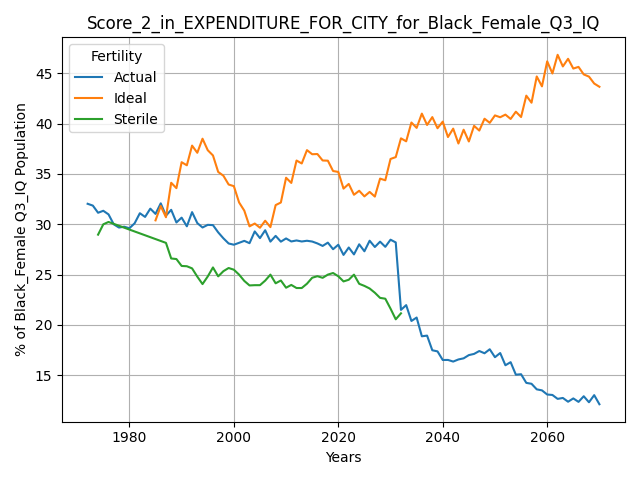 Score_2_in_EXPENDITURE_FOR_CITY_for_Black_Female_Q3_IQ
Fertility
Actual
Ideal
Sterile
% of Black_Female Q3_IQ Population
45
40
35
30
25
20
15
1980
2000
2020
2040
2060
Years